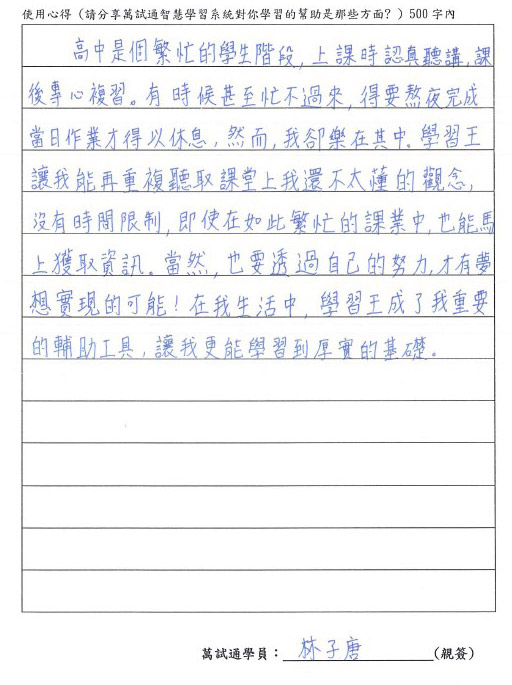 使用心得（請分享萬試通智慧學習系統對你學習的幫助是那些方面？）500 字內
高中是個繁忙的學生階段，上課時認真聽講，課
後專心複習。有時候甚至忙不過來，得要熬夜完成
當日作業才得以休息，然而，我卻樂在其中。學習王
讓我能再重複聽取課堂上我還不太懂的觀念，
沒有時間限制，即使在如此繁忙的課業中，也能馬
上獲取資訊。當然，也要透過自己的努力，才有夢
想實現的可能！在我生活中，學習王成了我重要
的輔助工具，讓我更能學習到厚實的基礎。
萬試通學員：林子唐（親簽）